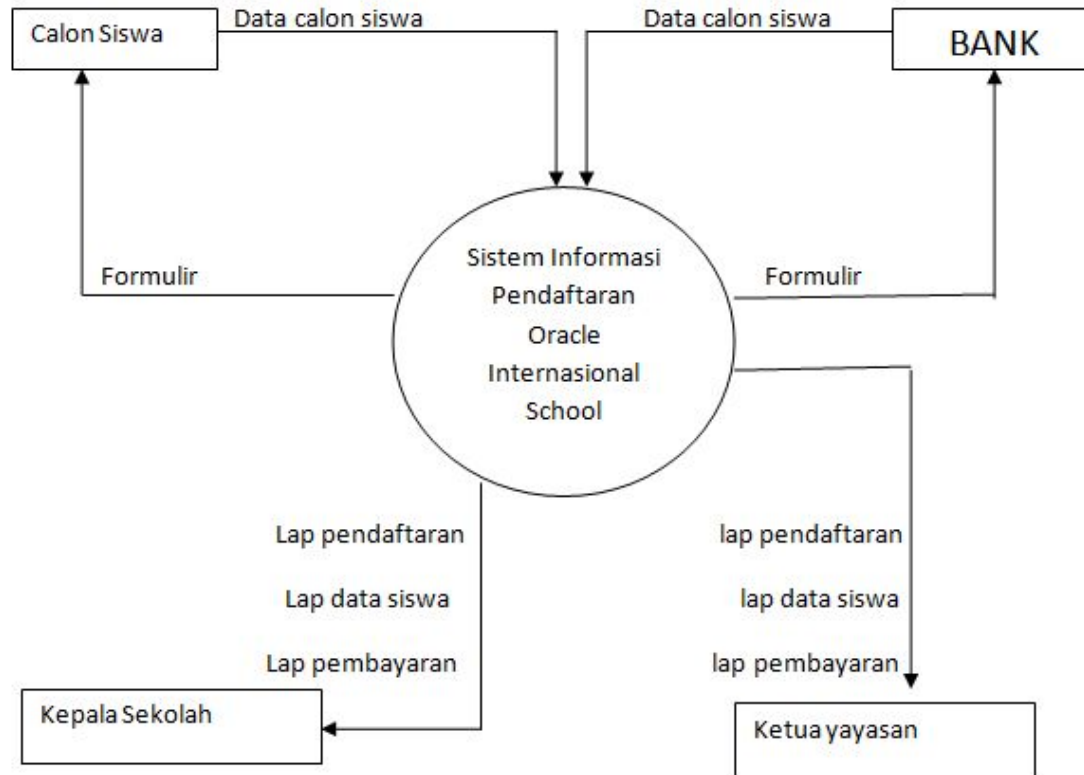 Calon Siswa
Data calon siswa
Data calon siswa
BANK
Formulir
Sistem Informasi
Pendaftaran
Oracle
Internasional
School
Formulir
Lap pendaftaran
Lap data siswa
Lap pembayaran
lap pendaftaran
lap data siswa
lap pembayaran
Kepala Sekolah
Ketua yayasan